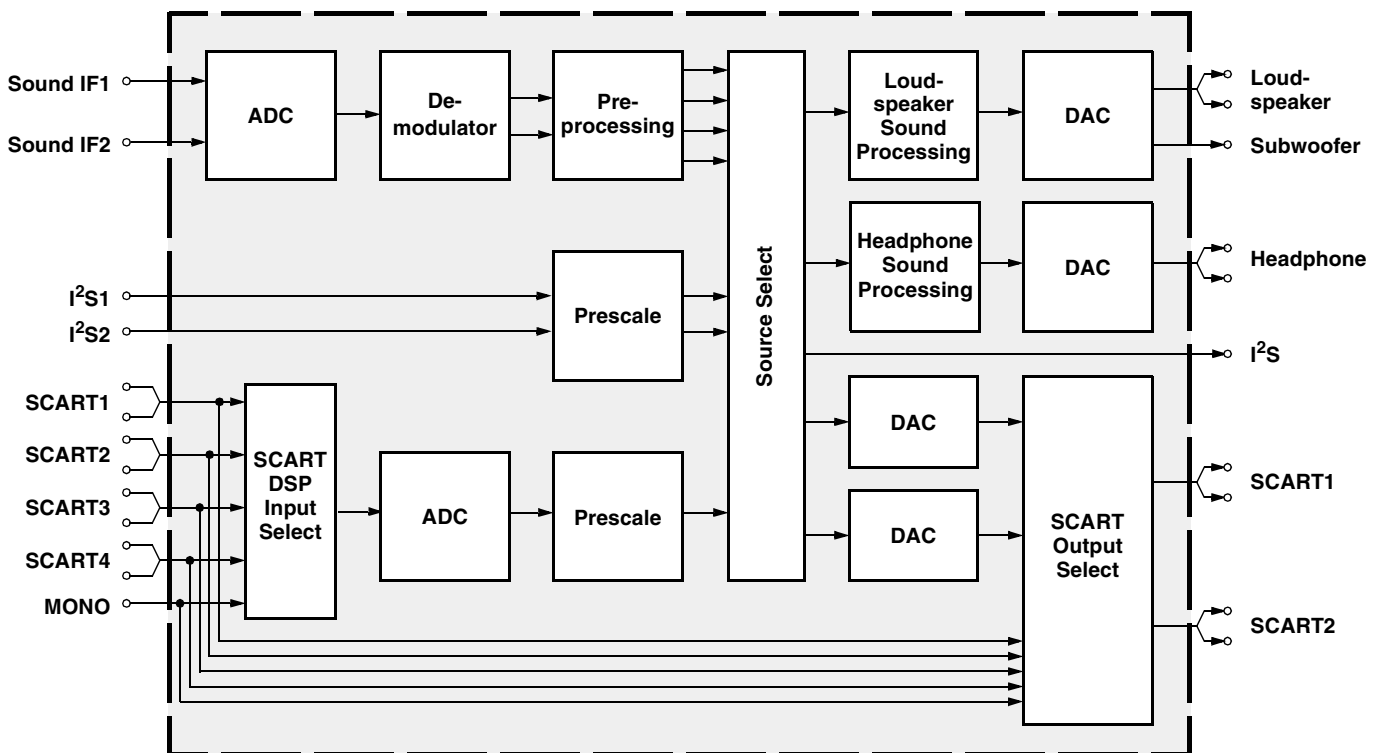 Sound IF1
Sound IF2
ADC
De-
modulator
Pre-
processing
Loud-
speaker
Sound
Processing
DAC
Loud-
speaker
Subwoofer
Headphone
Sound
Processing
DAC
Headphone
I²S1
I²S2
Prescale
Source Select
I²S
SCART1
SCART2
SCART3
SCART4
MONO
SCART
DSP
Input
Select
ADC
Prescale
DAC
DAC
SCART
Output
Select
SCART1
SCART2